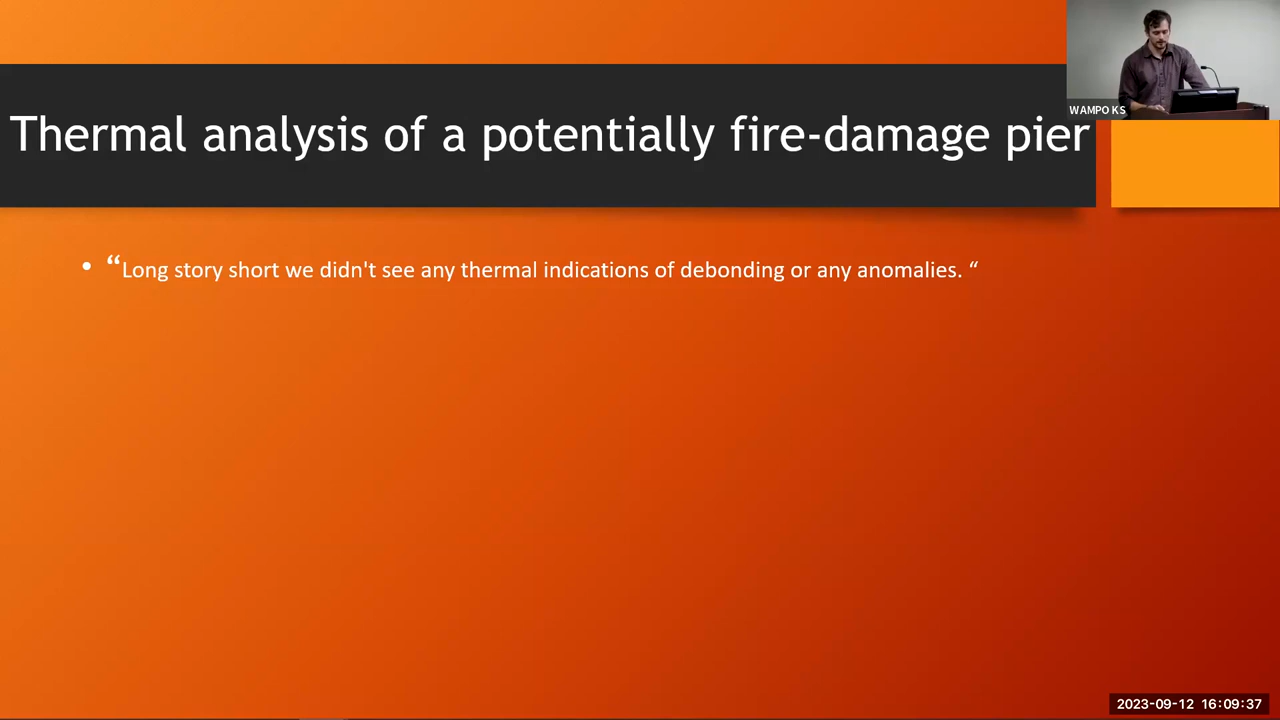 WAMPO KS
Thermal analysis of a potentially fire-damage pier
• “Long story short we didn't see any thermal indications of debonding or any anomalies. “
2023-09-12 16:09:37